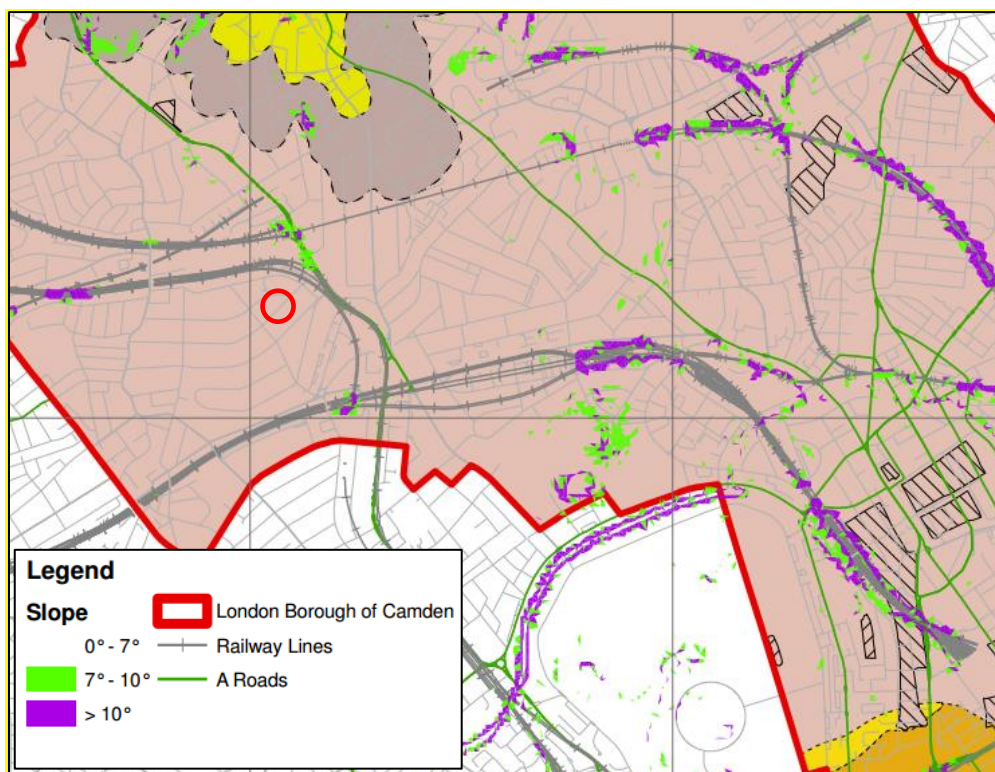 Legend
Slope
London Borough of Camden
0° - 7°
Railway Lines
7° - 10°
A Roads
> 10°